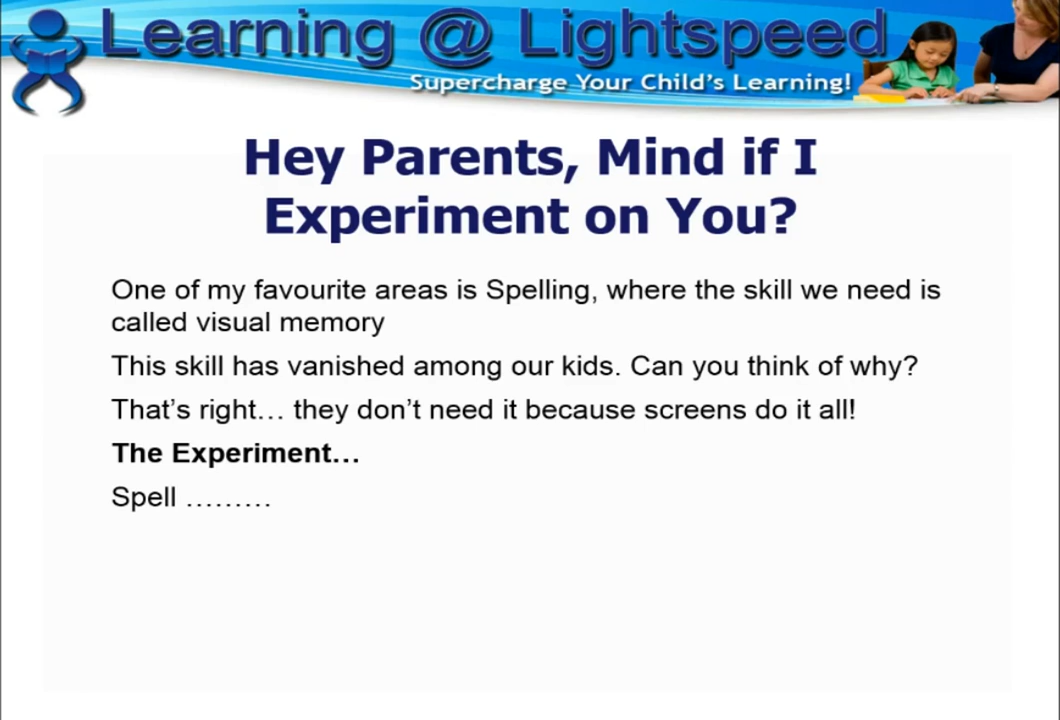 Learning @ Lightspeed
Supercharge Your Child's Learning!
Hey Parents, Mind if I
Experiment on You?
One of my favourite areas is Spelling, where the skill we need is
called visual memory
This skill has vanished among our kids. Can you think of why?
That's right… they don't need it because screens do it all!
The Experiment…
Spell ………